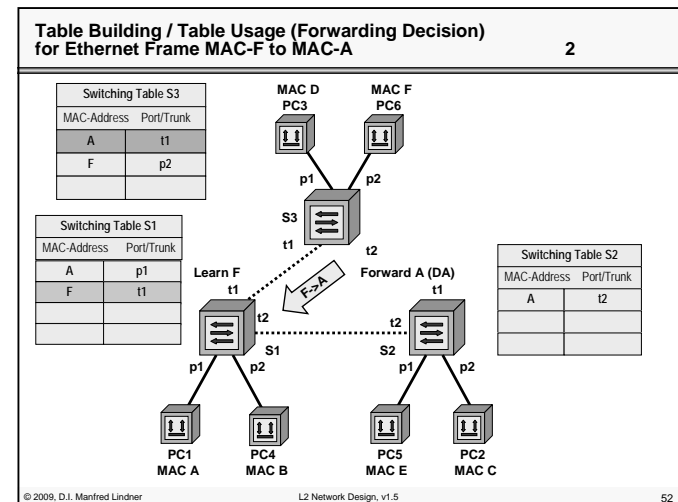 Table Building / Table Usage (Forwarding Decision)
for Ethernet Frame MAC-F to MAC-A 2
Switching Table S3
MAC-Address Port/Trunk
A t1
F p2
MAC D
PC3
MAC F
PC6
p1 p2
S3
t1 t2
Switching Table S1
MAC-Address Port/Trunk
A p1
F t1
Learn F
t1
F->A
Forward A (DA)
t1
Switching Table S2
MAC-Address Port/Trunk
A t2
t2 t2
S1 S2
p1 p2 p1 p2
PC1
MAC A
PC4
MAC B
PC5
MAC E
PC2
MAC C
© 2009, D.I. Manfred Lindner L2 Network Design, v1.5 52